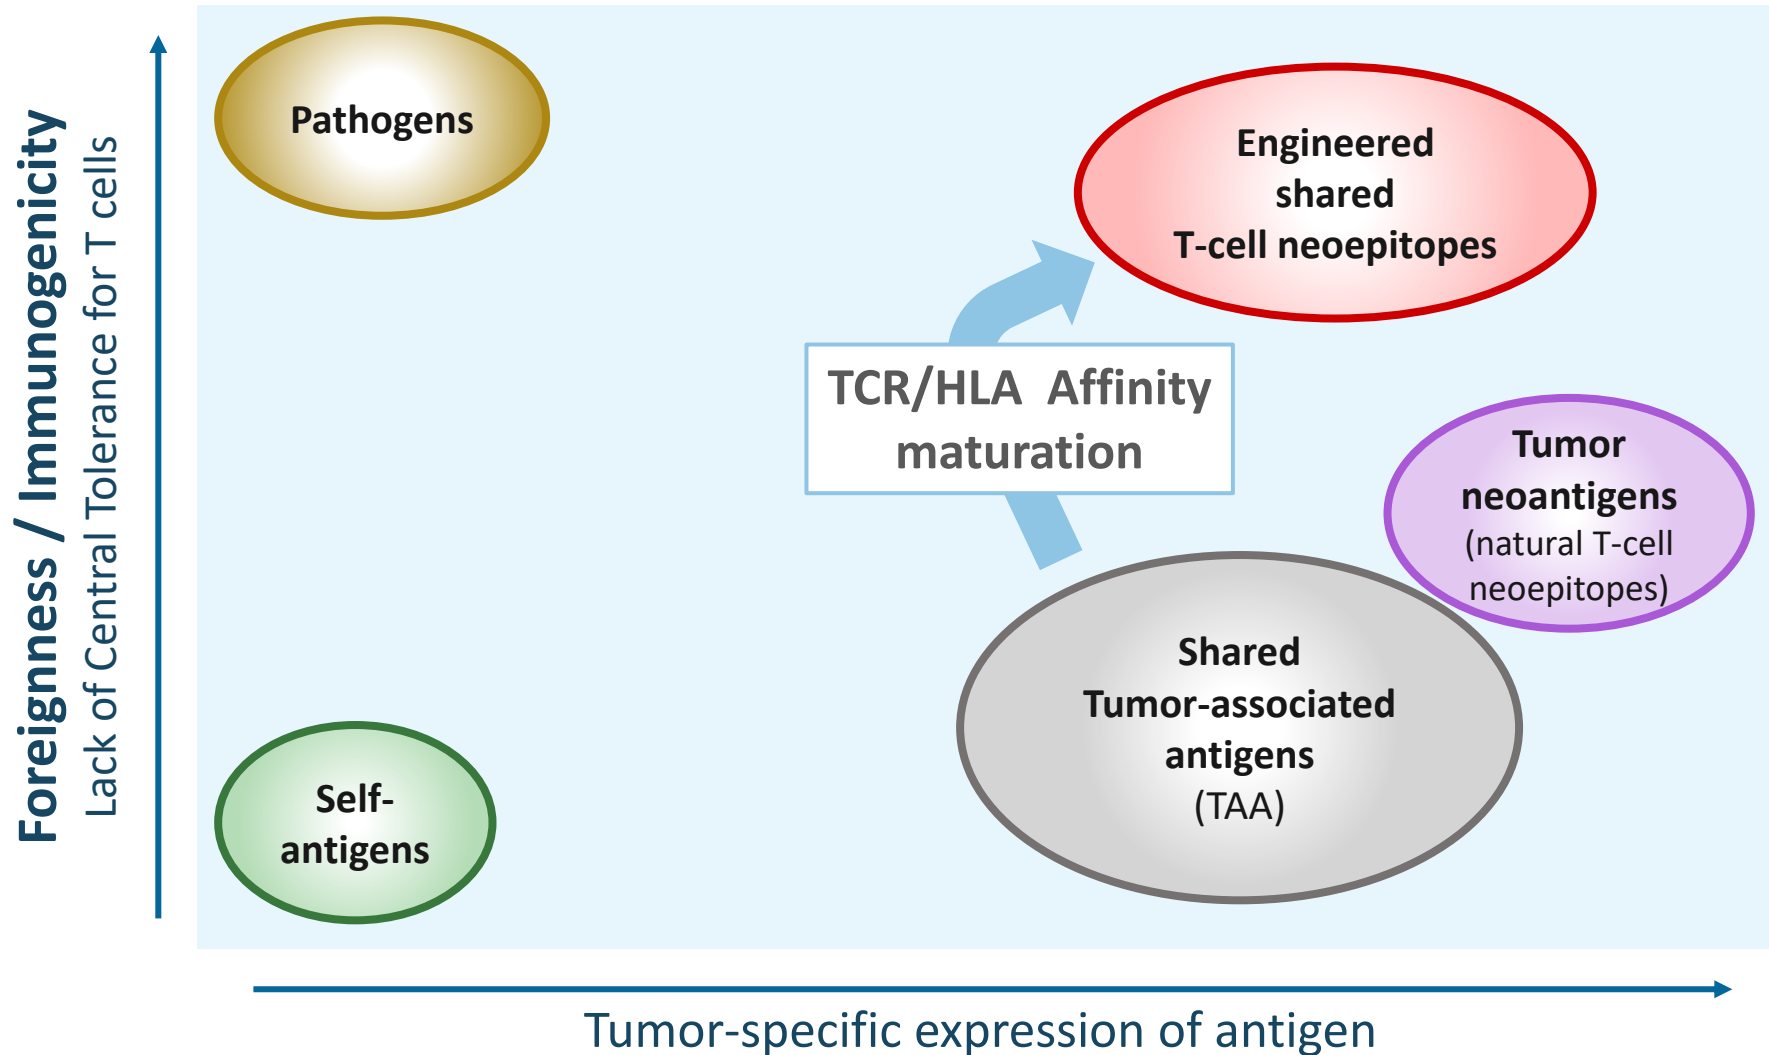 Foreignness / Immunogenicity
Lack of Central Tolerance for T cells
Pathogens
Engineered
shared
T-cell neoepitopes
TCR/HLA Affinity
maturation
Tumor
neoantigens
(natural T-cell
neoepitopes)
Shared
Tumor-associated
antigens
(TAA)
Self-
antigens
Tumor-specific expression of antigen